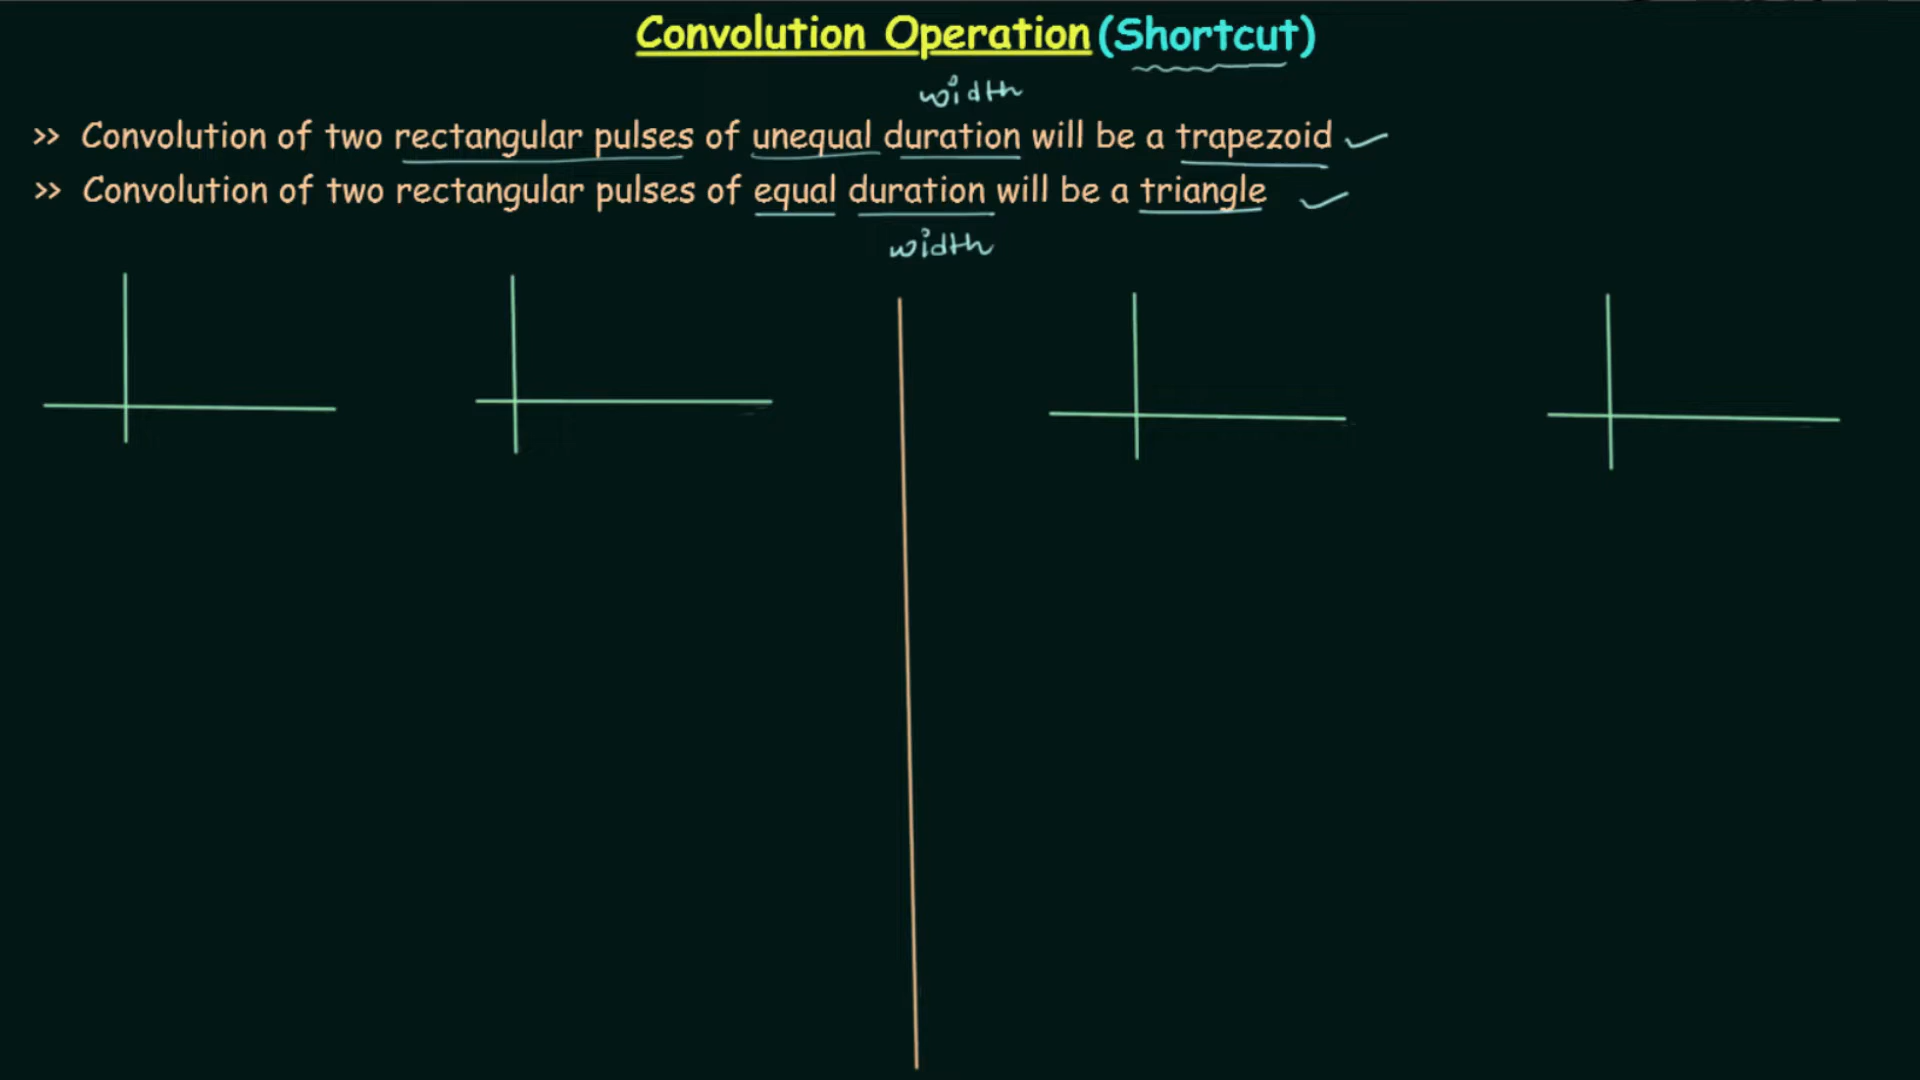 Convolution Operation (Shortcut)
width
>> Convolution of two rectangular pulses of unequal duration will be a trapezoid ✓
>> Convolution of two rectangular pulses of equal duration will be a triangle ✓
width